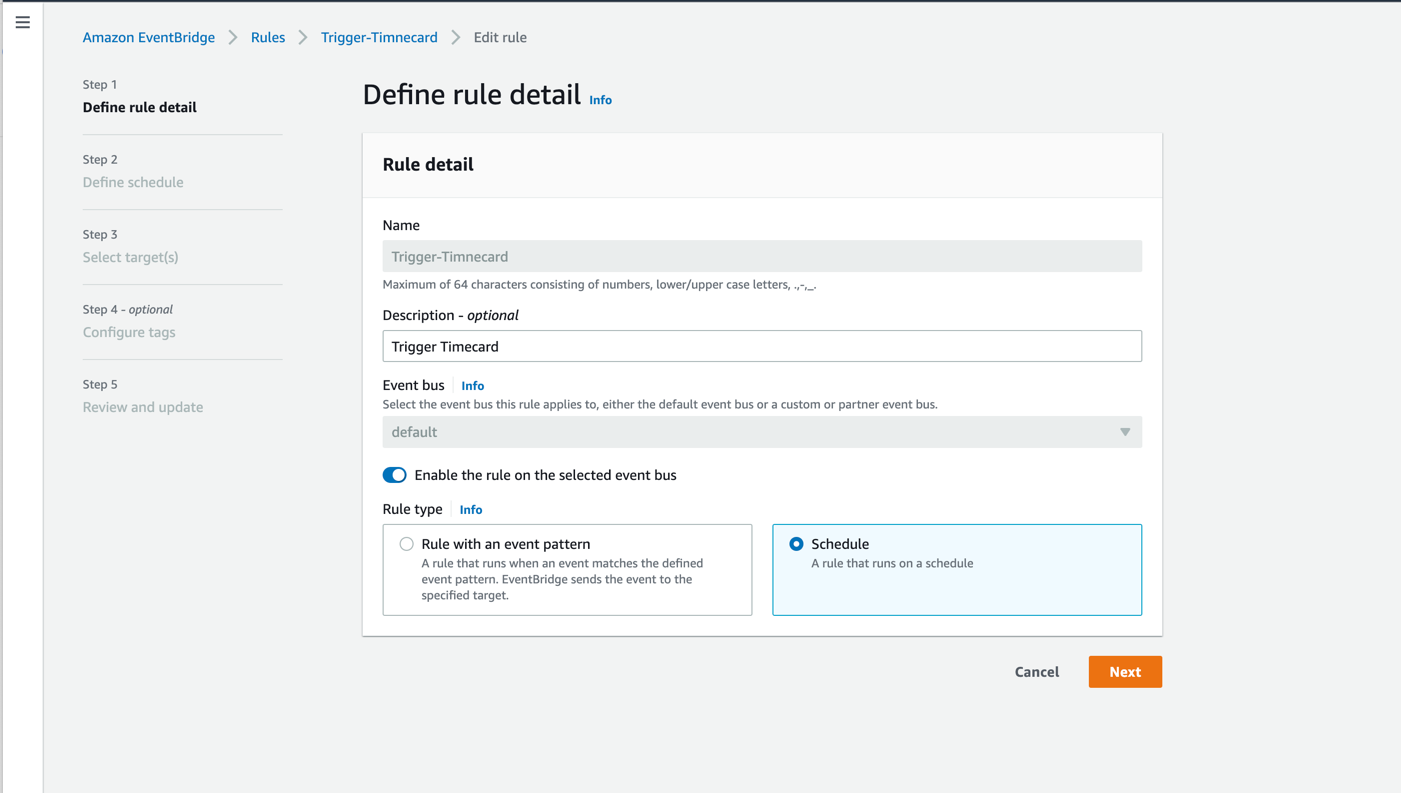 Amazon EventBridge > Rules > Trigger-Timnecard > Edit rule
Step 1
Define rule detail
Step 2
Define schedule
Step 3
Select target(s)
Step 4 - optional
Configure tags
Step 5
Review and update
Define rule detail Info
Rule detail
Name
Trigger-Timnecard
Maximum of 64 characters consisting of numbers, lower/upper case letters, .,-,_.
Description - optional
Trigger Timecard
Event bus Info
Select the event bus this rule applies to, either the default event bus or a custom or partner event bus.
default
Enable the rule on the selected event bus
Rule type Info
Rule with an event pattern
A rule that runs when an event matches the defined
event pattern. EventBridge sends the event to the
specified target.
Schedule
A rule that runs on a schedule
Cancel
Next